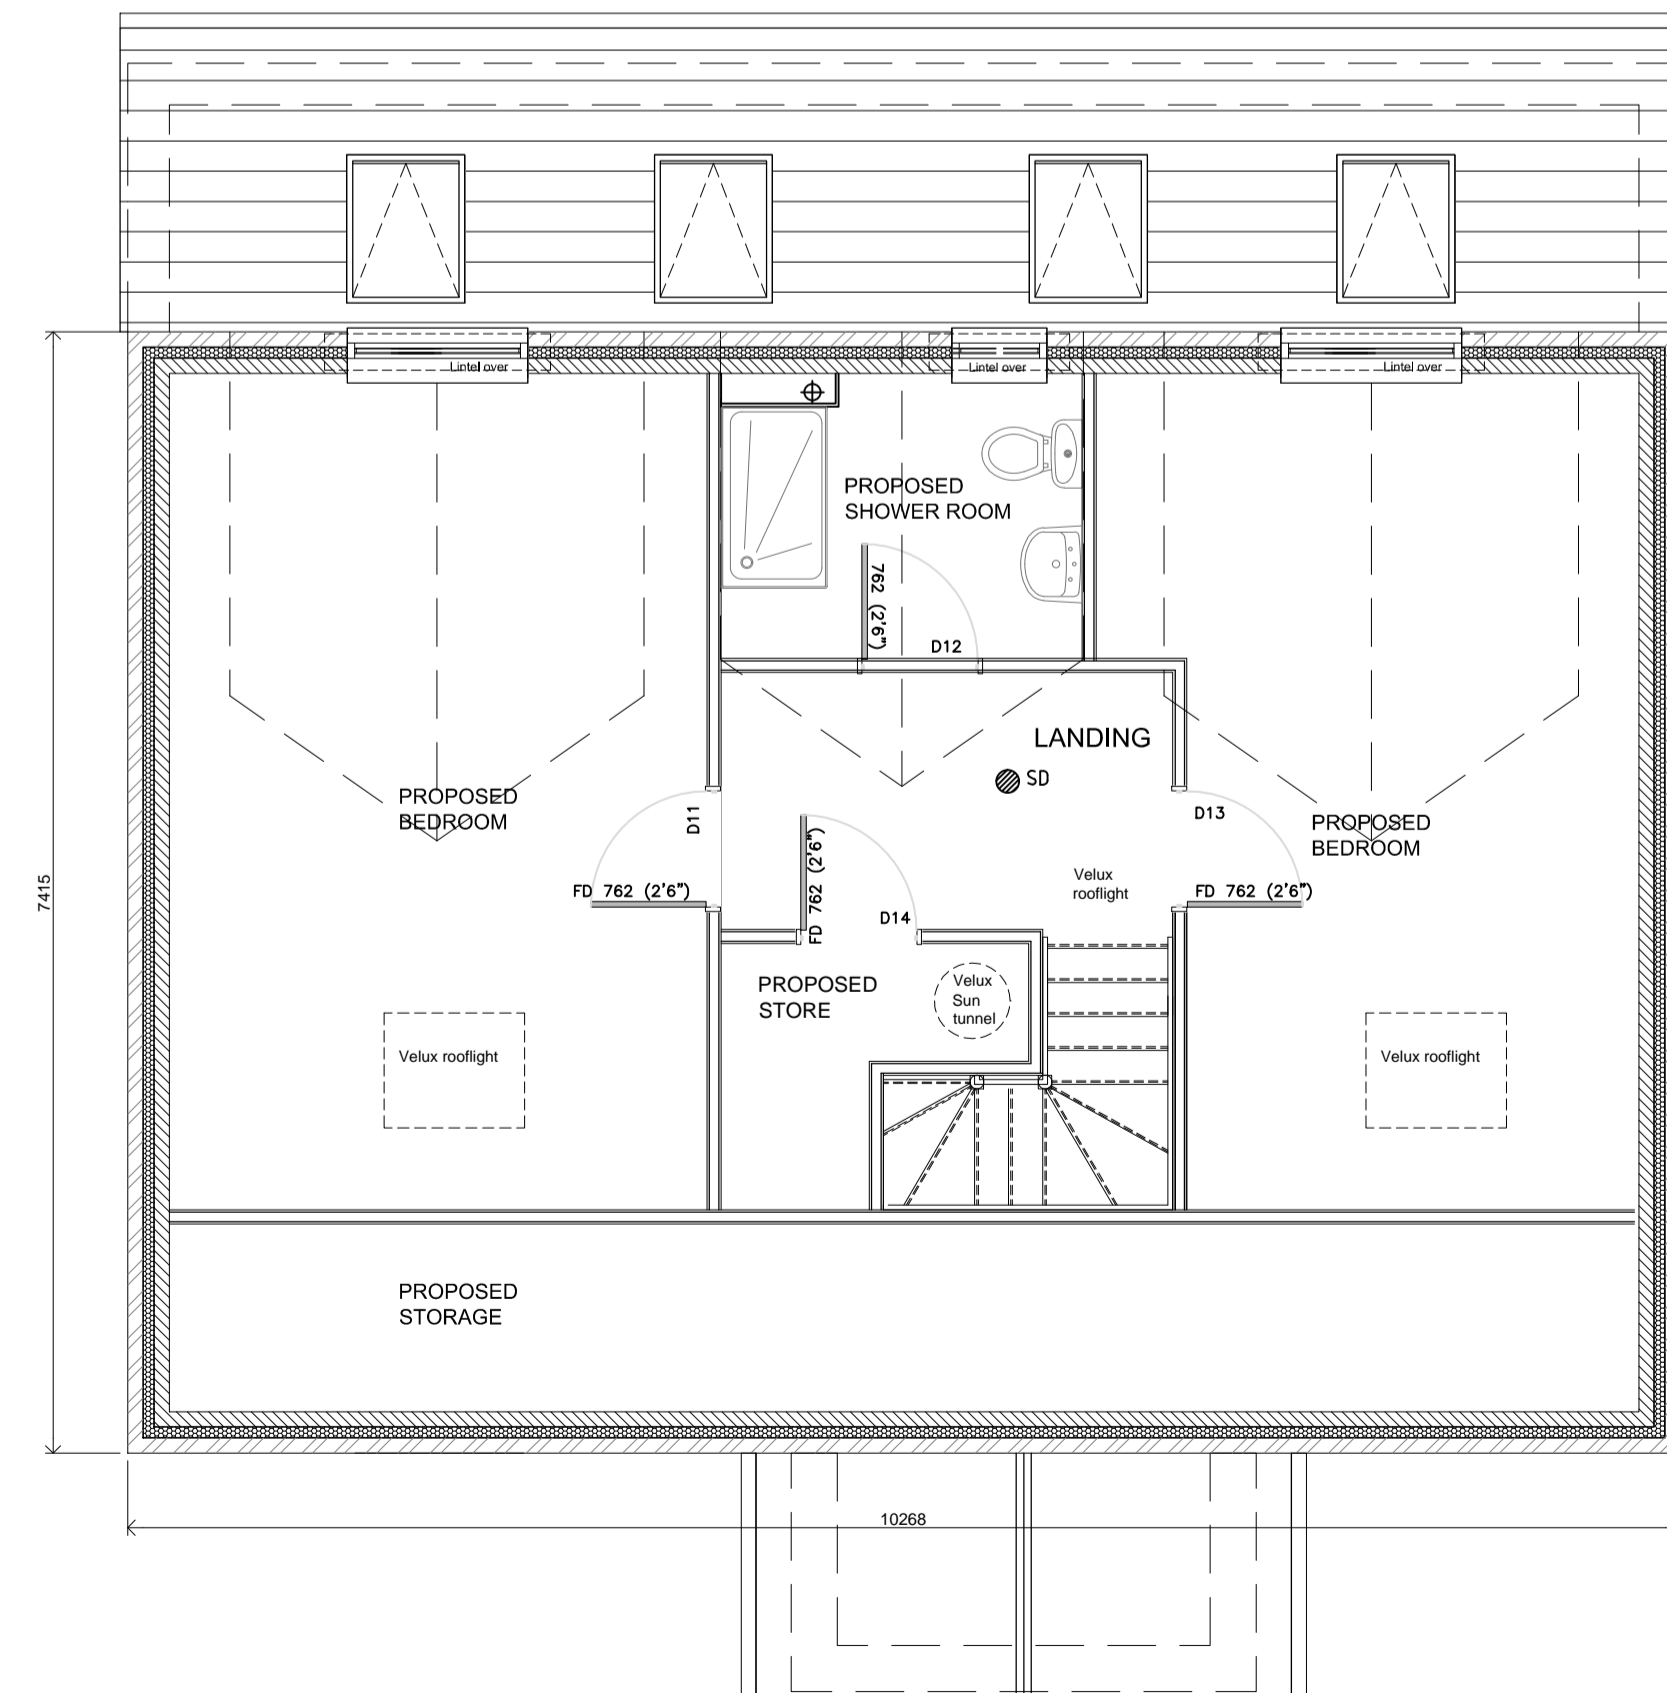 Lintel over
Lintel over
Lintel over
PROPOSED
SHOWER ROOM
762 (2'6")
D12
LANDING
SD
PROPOSED
BEDROOM
D11
FD 762 (2'6")
FD 762 (2'6")
D14
D13
PROPOSED
BEDROOM
FD 762 (2'6")
Velux
rooflight
7415
PROPOSED
STORE
Velux
Sun
tunnel
Velux rooflight
Velux rooflight
PROPOSED
STORAGE
10268